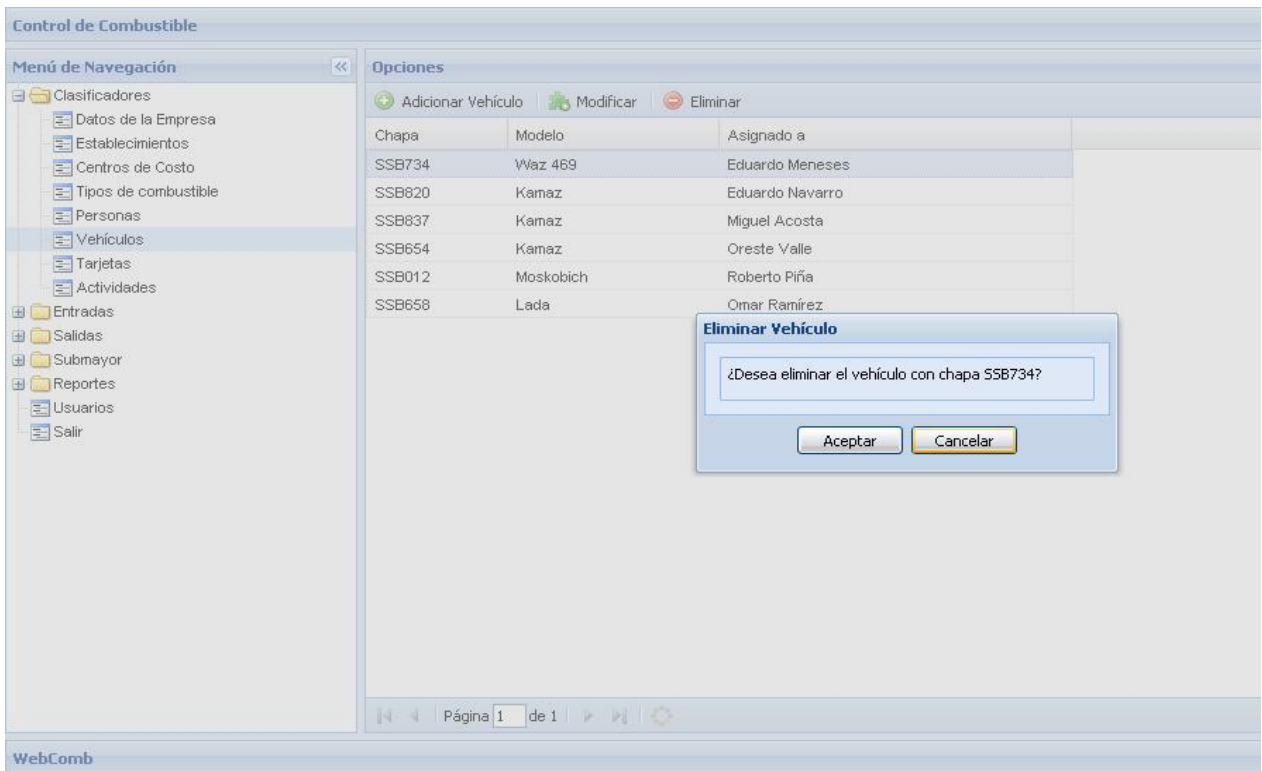 Control de Combustible
Menú de Navegación
Clasificadores
Datos de la Empresa
Establecimientos
Centros de Costo
Tipos de combustible
Personas
Vehículos
Tarjetas
Actividades
Entradas
Salidas
Submayor
Reportes
Usuarios
Salir
Opciones
Adicionar Vehículo Modificar Eliminar
Chapa Modelo Asignado a
SSB734 Waz 469 Eduardo Meneses
SSB820 Kamaz Eduardo Navarro
SSB837 Kamaz Miguel Acosta
SSB654 Kamaz Oreste Valle
SSB012 Moskobich Roberto Piña
SSB658 Lada Omar Ramírez
Eliminar Vehículo
¿Desea eliminar el vehículo con chapa SSB734?
Aceptar Cancelar
Página 1 de 1
WebComb